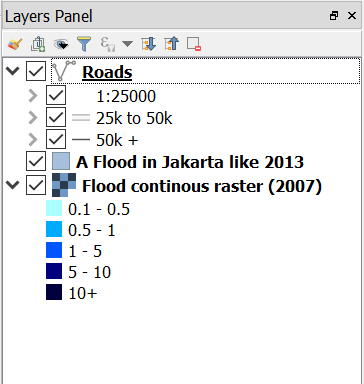 Layers Panel
Roads
1:25000
25k to 50k
50k +
A Flood in Jakarta like 2013
Flood continous raster (2007)
0.1 - 0.5
0.5 - 1
1 - 5
5 - 10
10+